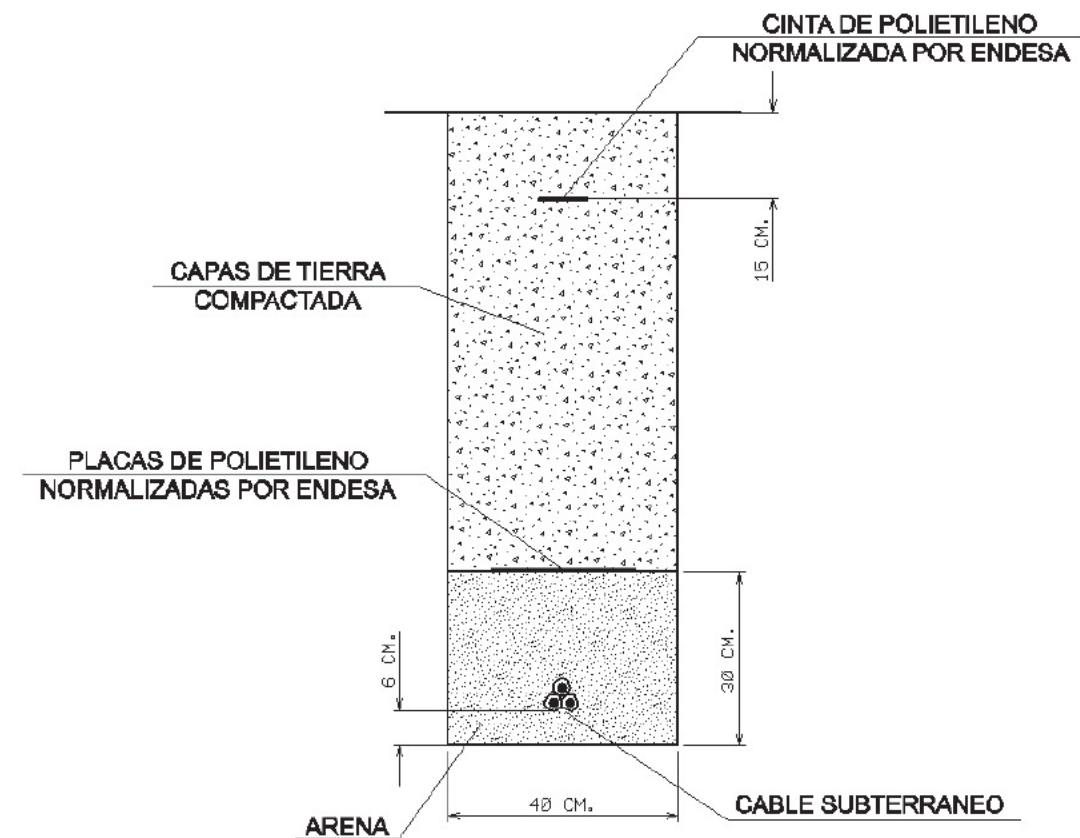 CINTA DE POLIETILENO
NORMALIZADA POR ENDESA
15 CM.
CAPAS DE TIERRA
COMPACTADA
PLACAS DE POLIETILENO
NORMALIZADAS POR ENDESA
6 CM.
30 CM.
40 CM.
CABLE SUBTERRANEO
ARENA